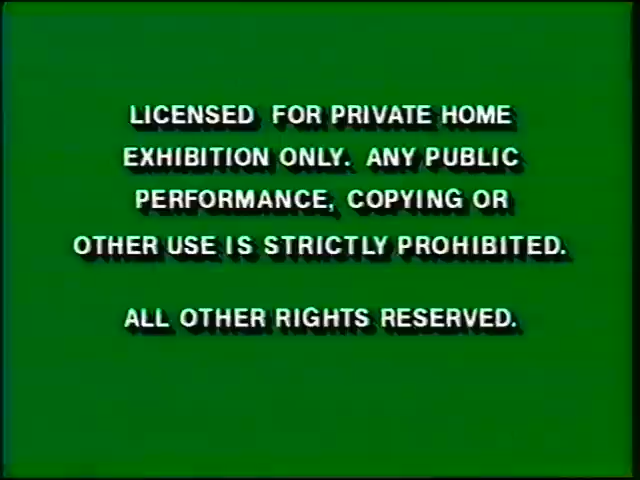 LICENSED FOR PRIVATE HOME
EXHIBITION ONLY. ANY PUBLIC
PERFORMANCE, COPYING OR
OTHER USE IS STRICTLY PROHIBITED.
ALL OTHER RIGHTS RESERVED.